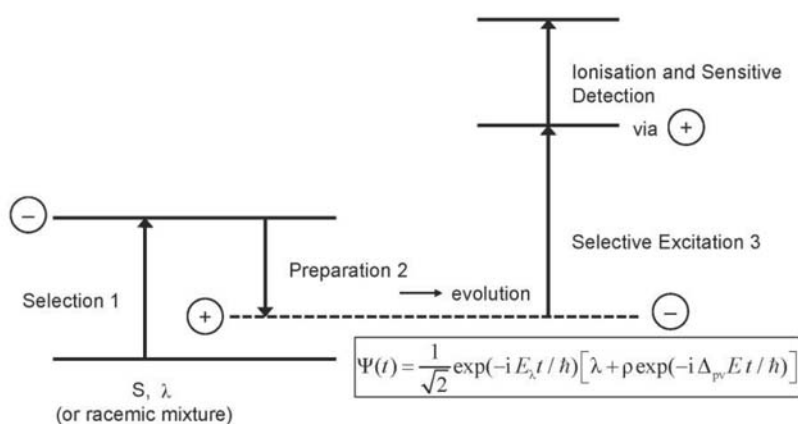 Ionisation and Sensitive
Detection
via +
−
Selection 1
Preparation 2
Selective Excitation 3
evolution
+
−
Ψ(t) = 1/√2 exp(−i E_λ t / ħ) [λ + ρ exp(−i Δ_pv E t / ħ)]
S, λ
(or racemic mixture)